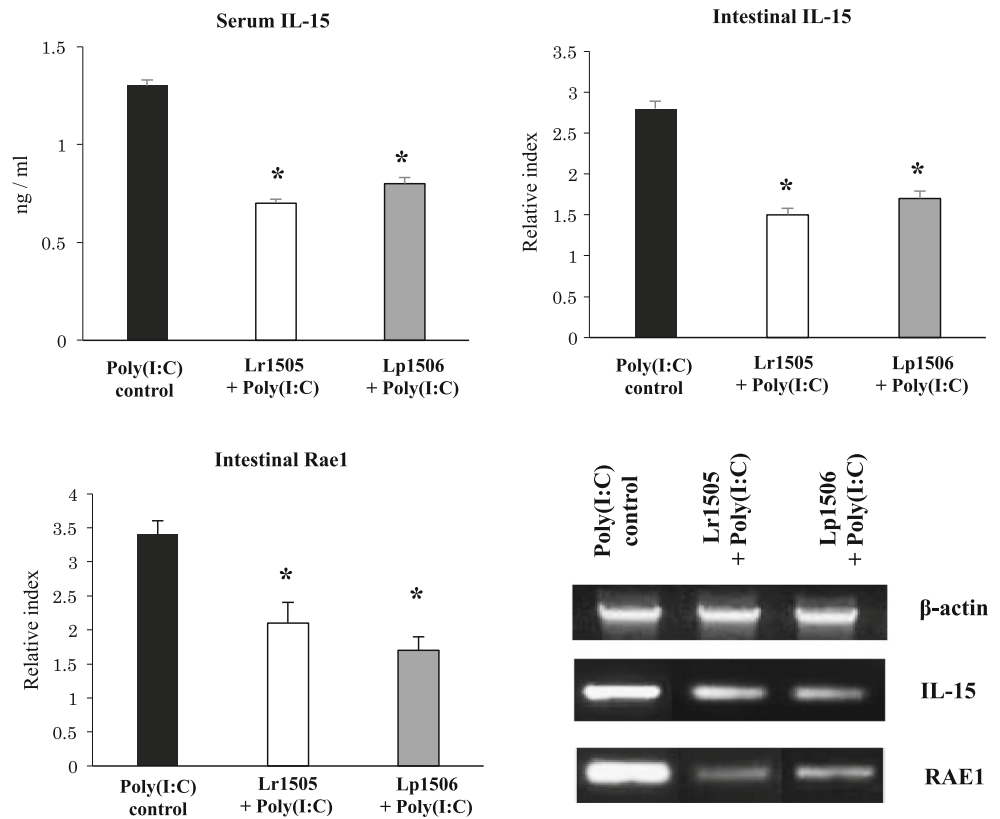 Serum IL-15
1.5
1
0.5
0
ng / ml
*
*
Poly(I:C)
control
Lr1505
+ Poly(I:C)
Lp1506
+ Poly(I:C)
Intestinal IL-15
3.5
3
2.5
2
1.5
1
0.5
0
Relative index
*
*
Poly(I:C)
control
Lr1505
+ Poly(I:C)
Lp1506
+ Poly(I:C)
Intestinal Rae1
4
3.5
3
2.5
2
1.5
1
0.5
0
Relative index
*
*
Poly(I:C)
control
Lr1505
+ Poly(I:C)
Lp1506
+ Poly(I:C)
Poly(I:C)
control
Lr1505
+ Poly(I:C)
Lp1506
+ Poly(I:C)
β-actin
IL-15
RAE1